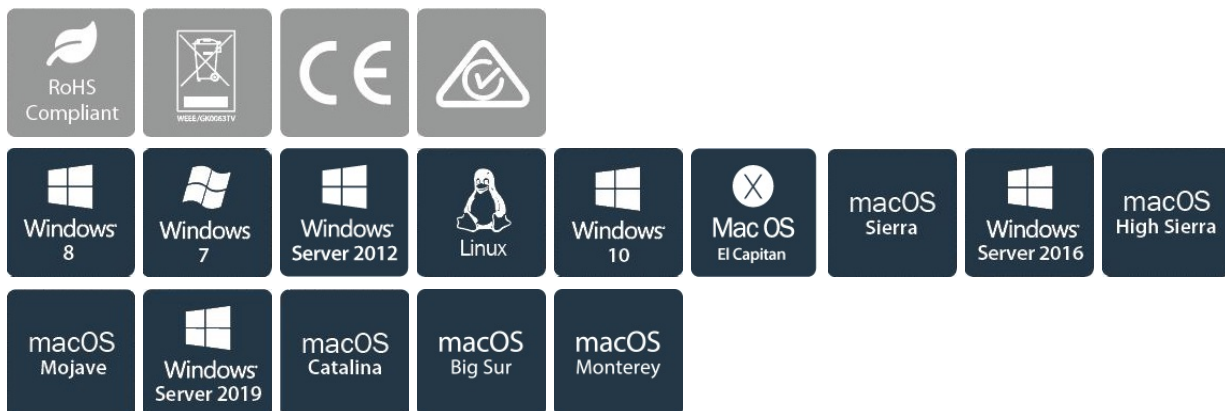 RoHS
Compliant
WEEE/GK0063TV
CE
Windows
8
Windows
7
Windows
Server 2012
Linux
Windows
10
X
Mac OS
El Capitan
macOS
Sierra
Windows
Server 2016
macOS
High Sierra
macOS
Mojave
Windows
Server 2019
macOS
Catalina
macOS
Big Sur
macOS
Monterey